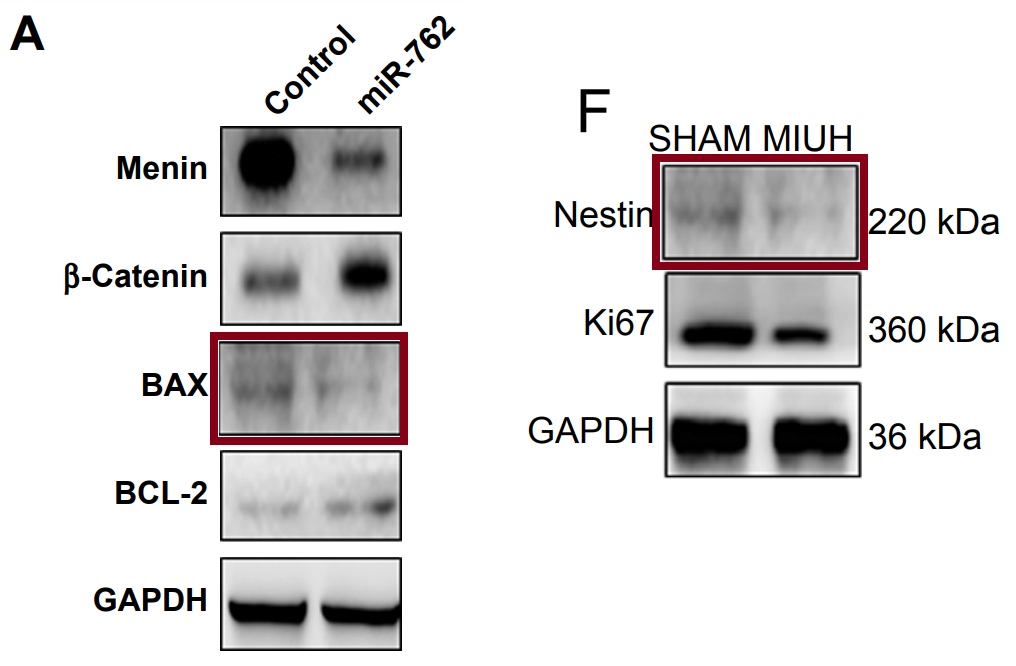 A
Control
miR-762
Menin
β-Catenin
BAX
BCL-2
GAPDH
F
SHAM MIUH
Nestin
220 kDa
Ki67
360 kDa
GAPDH
36 kDa